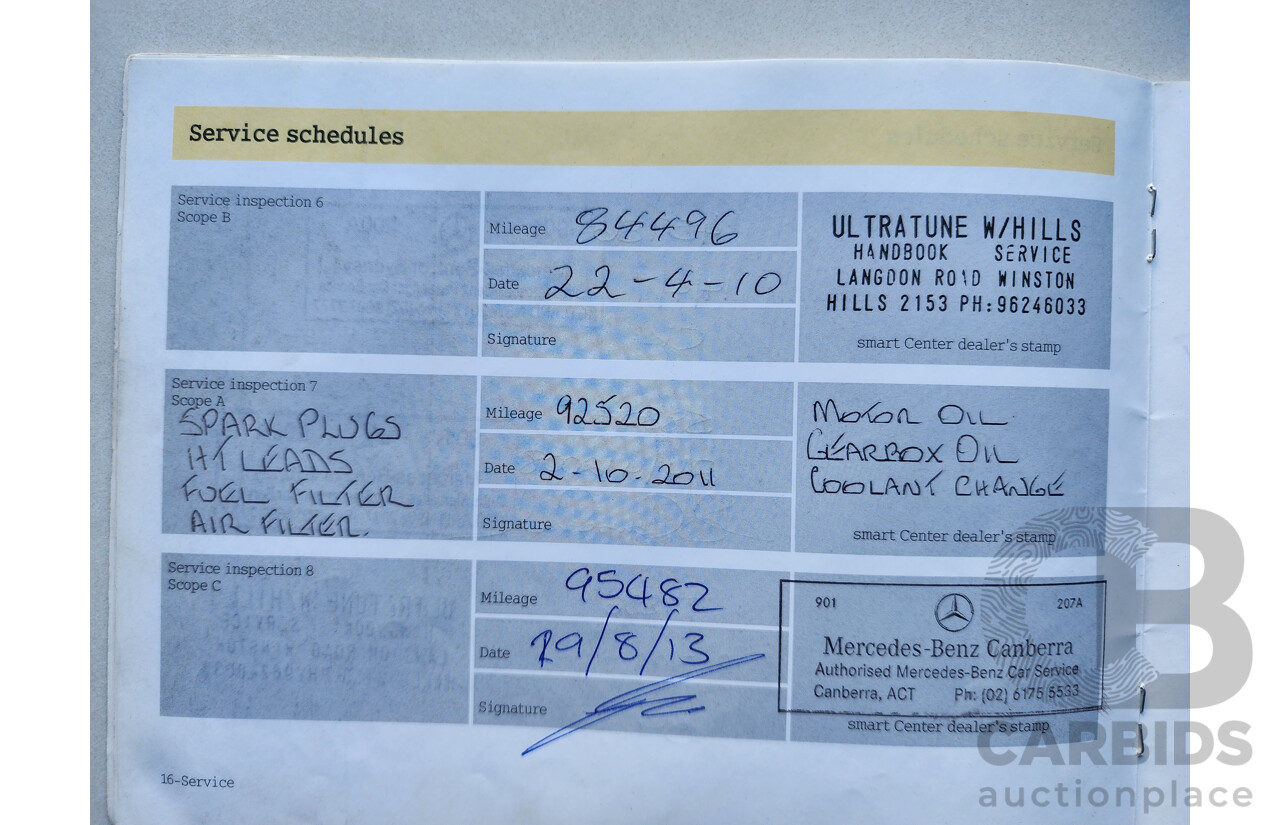 Service schedules
Service inspection 6
Scope B
Mileage 84496
Date 22-4-10
Signature
ULTRATUNE W/HILLS
HANDBOOK SERVICE
LANGDON ROAD WINSTON
HILLS 2153 PH:96246033
smart Center dealer's stamp
Service inspection 7
Scope A
SPARK PLUGS
HT LEADS
FUEL FILTER
AIR FILTER.
Mileage 92520
Date 2-10-2011
Signature
MOTOR OIL
GEARBOX OIL
COOLANT CHANGE
smart Center dealer's stamp
Service inspection 8
Scope C
Mileage 95482
Date 19/8/13
Signature
901 207A
Mercedes-Benz Canberra
Authorised Mercedes-Benz Car Service
Canberra, ACT Ph: (02) 6175 5533
smart Center dealer's stamp
16-Service
CARBIDS
auctionplace